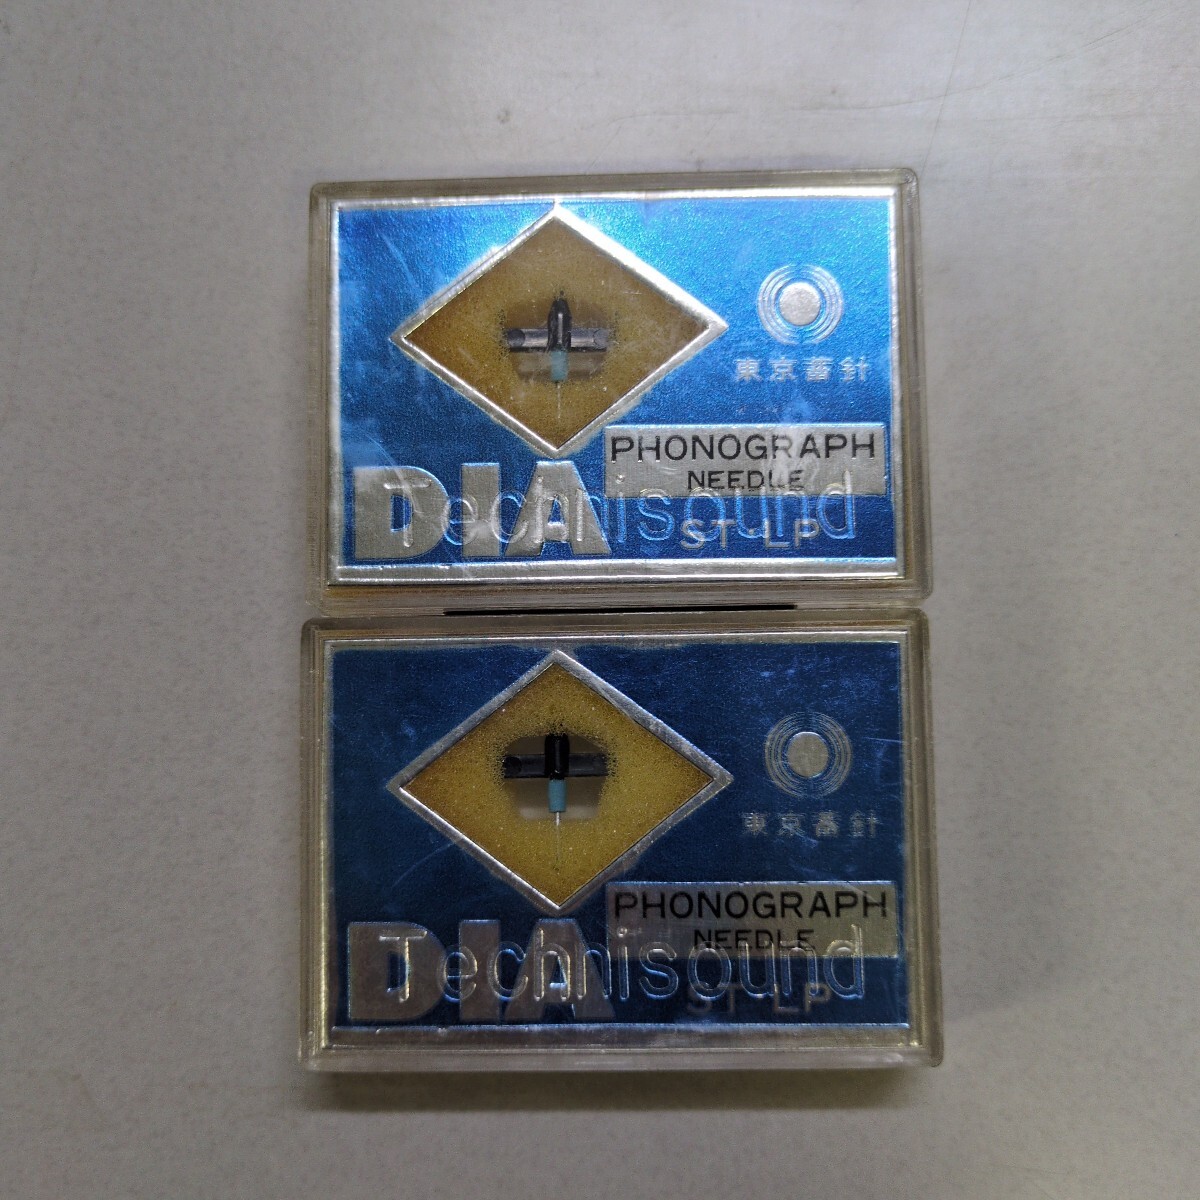 東京蓄針
PHONOGRAPH
NEEDLE
DIA
Technisound
ST-LP
東京蓄針
PHONOGRAPH
NEEDLE
DIA
Technisound
ST-LP